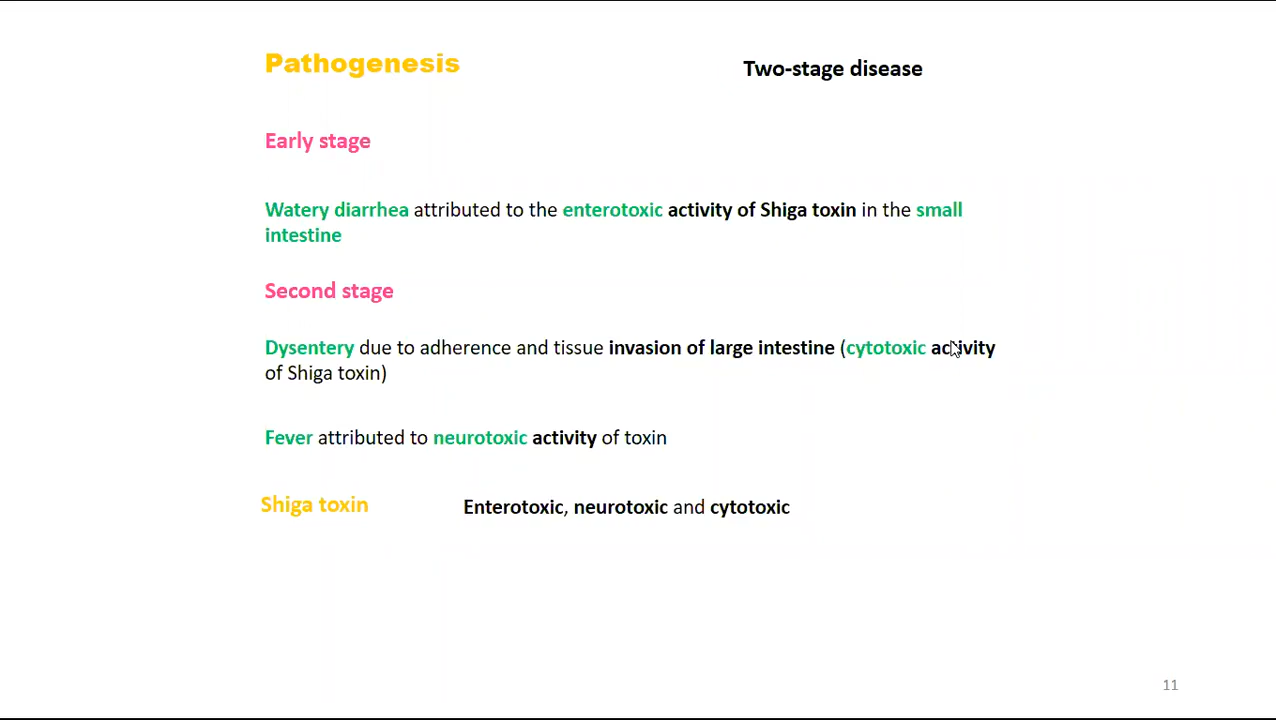 Pathogenesis
Two-stage disease
Early stage
Watery diarrhea attributed to the enterotoxic activity of Shiga toxin in the small
intestine
Second stage
Dysentery due to adherence and tissue invasion of large intestine (cytotoxic activity
of Shiga toxin)
Fever attributed to neurotoxic activity of toxin
Shiga toxin
Enterotoxic, neurotoxic and cytotoxic
11